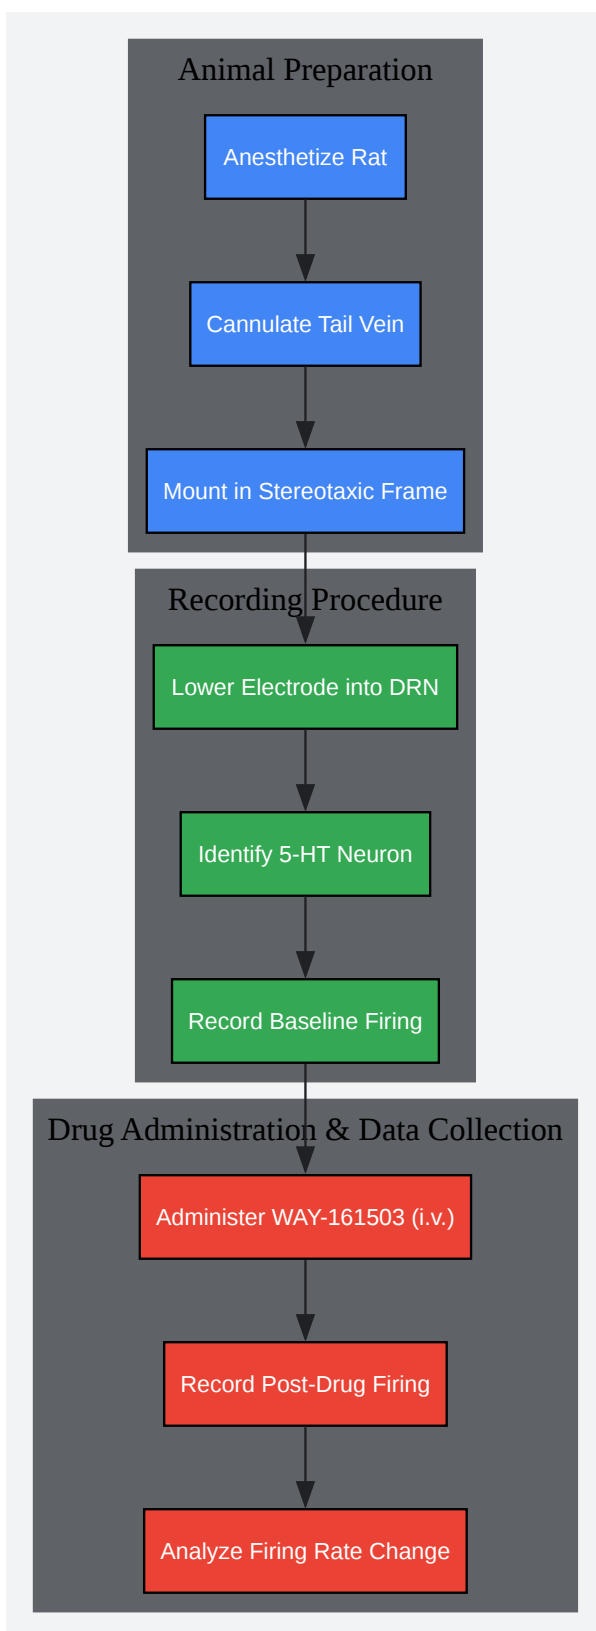 Animal Preparation
Anesthetize Rat
Cannulate Tail Vein
Mount in Stereotaxic Frame
Recording Procedure
Lower Electrode into DRN
Identify 5-HT Neuron
Record Baseline Firing
Drug Administration & Data Collection
Administer WAY-161503 (i.v.)
Record Post-Drug Firing
Analyze Firing Rate Change